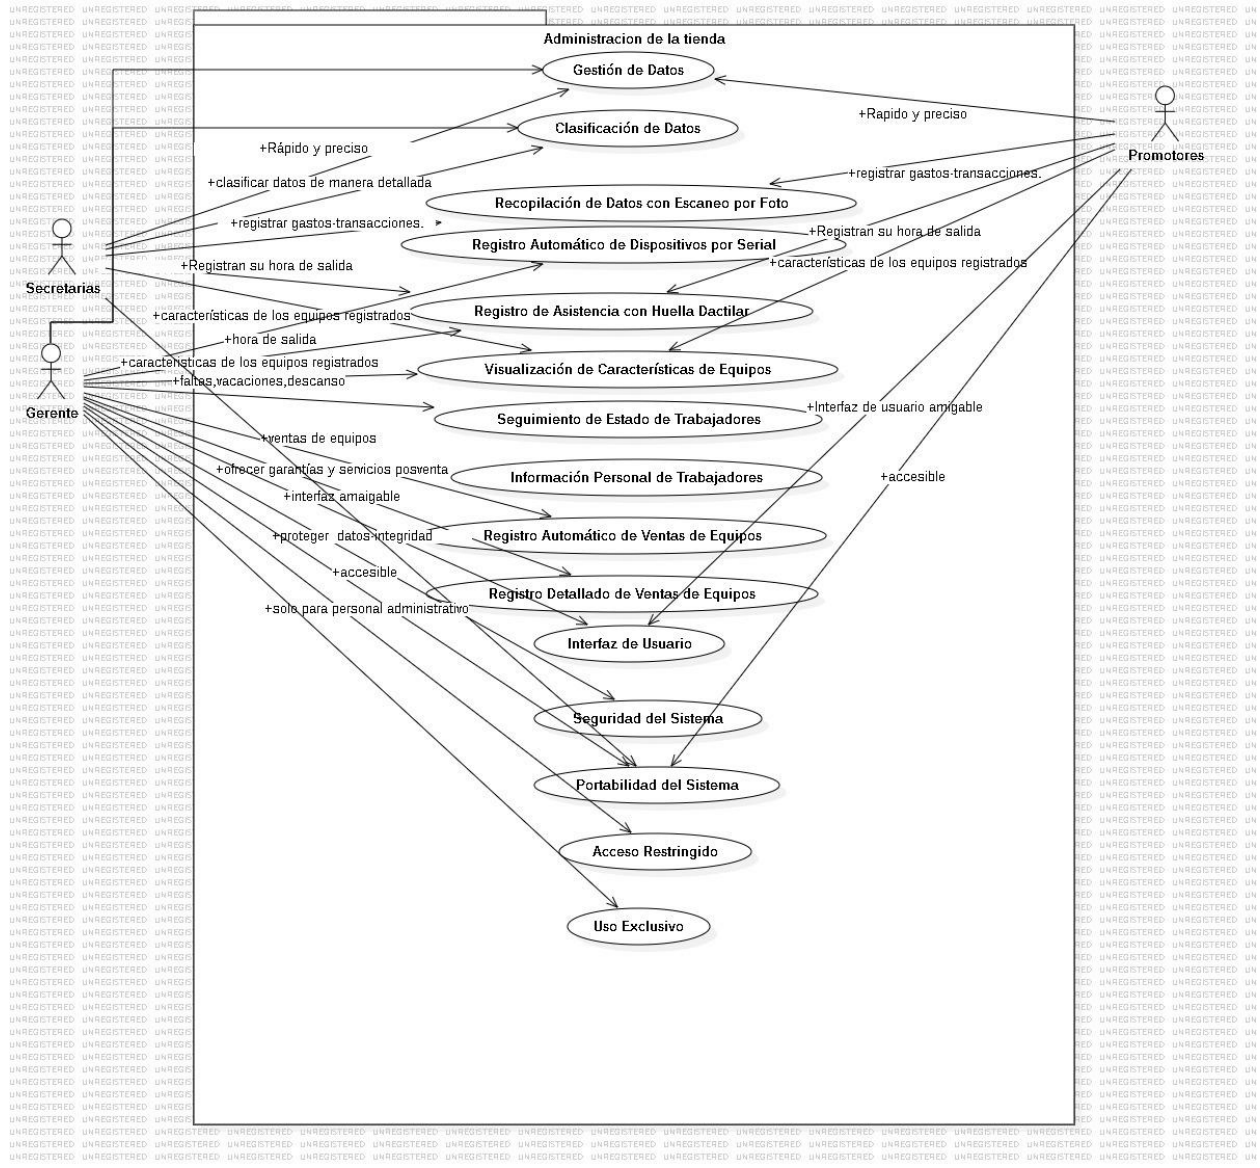 Administracion de la tienda
Gestión de Datos
+Rapido y preciso
Clasificación de Datos
+Rápido y preciso
Promotores
+registrar gastos-transacciones.
+clasificar datos de manera detallada
Recopilación de Datos con Escaneo por Foto
+registrar gastos-transacciones.
+Registran su hora de salida
Registro Automático de Dispositivos por Serial
+Registran su hora de salida
+características de los equipos registrados
Secretarias
Registro de Asistencia con Huella Dactilar
+características de los equipos registrados
+hora de salida
+características de los equipos registrados
Visualización de Características de Equipos
+faltas,vacaciones,descanso
+Interfaz de usuario amigable
Gerente
Seguimiento de Estado de Trabajadores
+ventas de equipos
+ofrecer garantías y servicios posventa
Información Personal de Trabajadores
+accesible
+interfaz amaigable
+proteger datos-integridad
Registro Automático de Ventas de Equipos
+accesible
Registro Detallado de Ventas de Equipos
+solo para personal administrativo
Interfaz de Usuario
Seguridad del Sistema
Portabilidad del Sistema
Acceso Restringido
Uso Exclusivo
UNREGISTERED